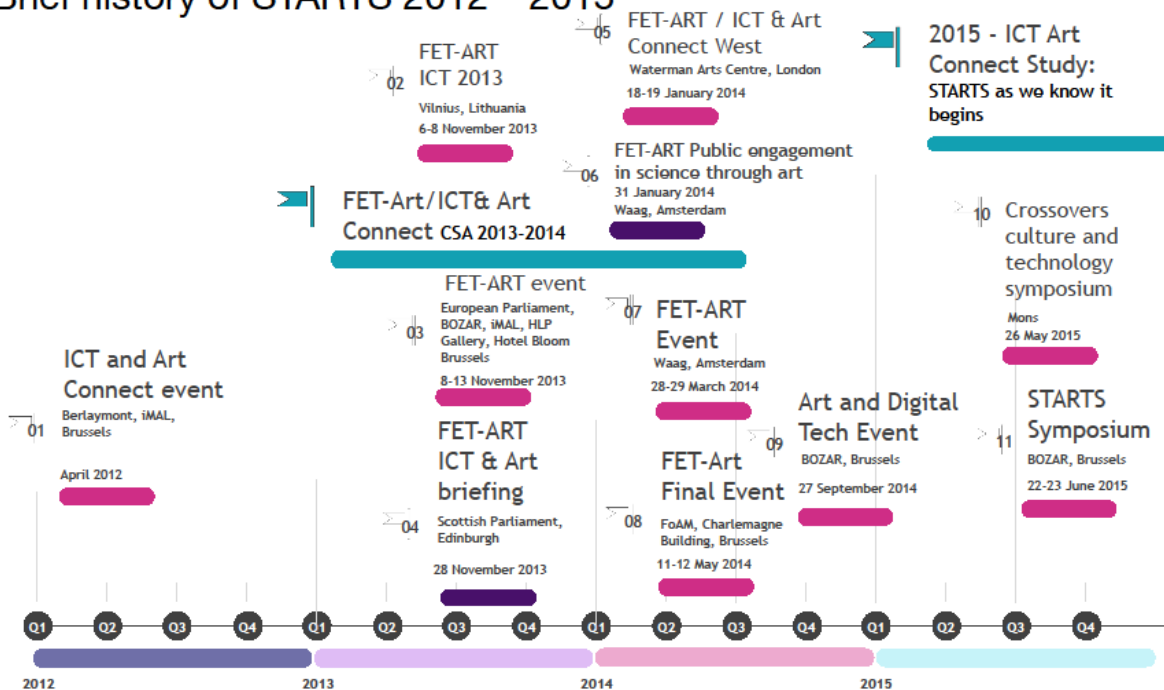 Brief history of STARTS 2012 – 2015
01
ICT and Art
Connect event
Berlaymont, iMAL,
Brussels
April 2012
02
FET-ART
ICT 2013
Vilnius, Lithuania
6-8 November 2013
FET-Art/ICT& Art
Connect CSA 2013-2014
03
FET-ART event
European Parliament,
BOZAR, iMAL, HLP
Gallery, Hotel Bloom
Brussels
8-13 November 2013
04
FET-ART
ICT & Art
briefing
Scottish Parliament,
Edinburgh
28 November 2013
05
FET-ART / ICT & Art
Connect West
Waterman Arts Centre, London
18-19 January 2014
06
FET-ART Public engagement
in science through art
31 January 2014
Waag, Amsterdam
07
FET-ART
Event
Waag, Amsterdam
28-29 March 2014
08
FET-Art
Final Event
FoAM, Charlemagne
Building, Brussels
11-12 May 2014
09
Art and Digital
Tech Event
BOZAR, Brussels
27 September 2014
2015 - ICT Art
Connect Study:
STARTS as we know it
begins
10
Crossovers
culture and
technology
symposium
Mons
26 May 2015
11
STARTS
Symposium
BOZAR, Brussels
22-23 June 2015
Q1 Q2 Q3 Q4 Q1 Q2 Q3 Q4 Q1 Q2 Q3 Q4 Q1 Q2 Q3 Q4
2012 2013 2014 2015